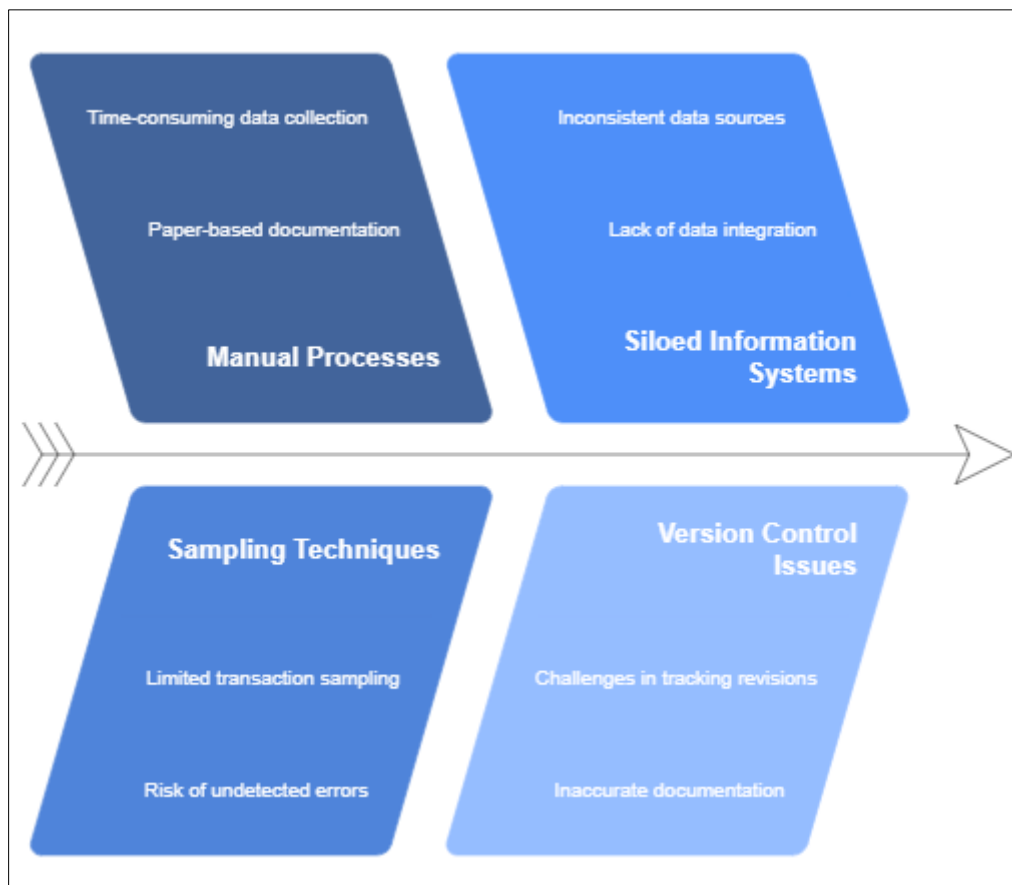 Time-consuming data collection
Paper-based documentation
Manual Processes
Inconsistent data sources
Lack of data integration
Siloed Information
Systems
Sampling Techniques
Limited transaction sampling
Risk of undetected errors
Version Control
Issues
Challenges in tracking revisions
Inaccurate documentation